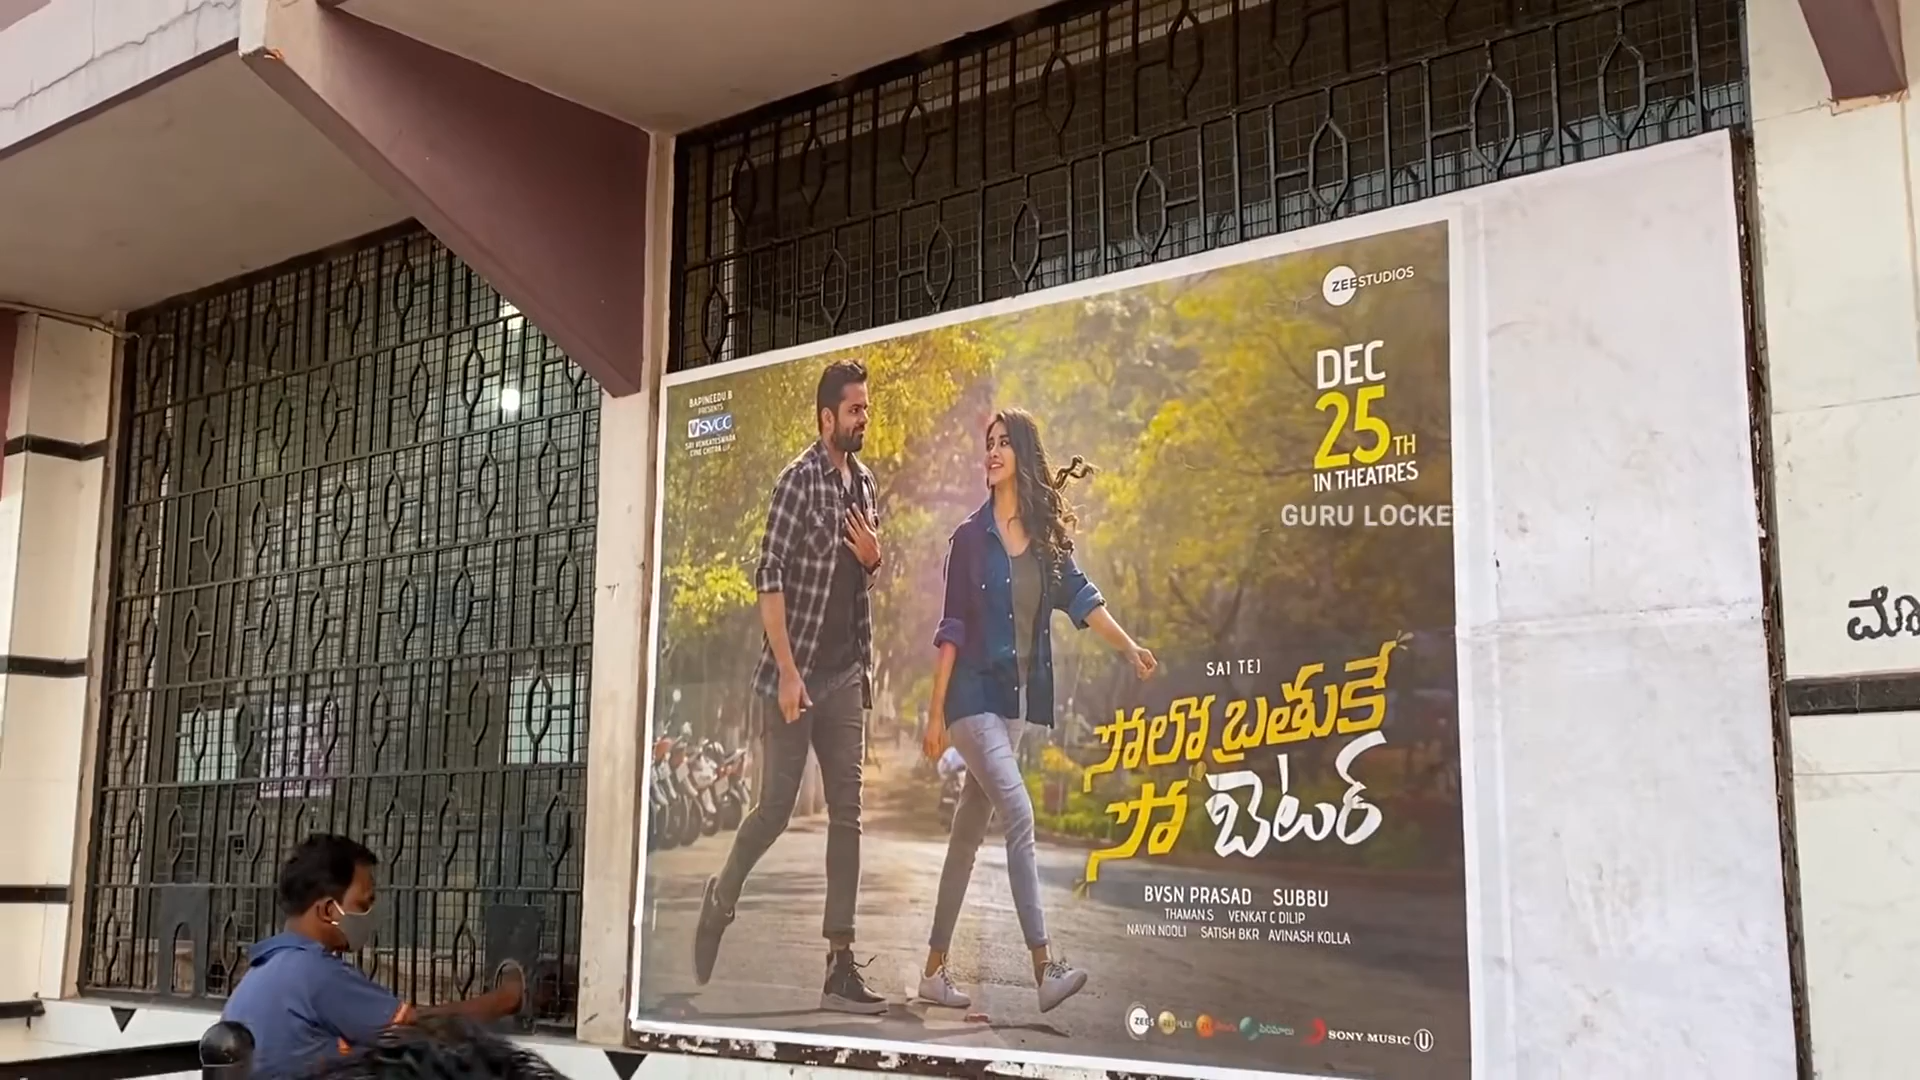 ZEESTUDIOS
BAPINEEDU.B
PRESENTS
SVCC
SRI VENKATESWARA
CINE CHITRA LLP
DEC
25TH
IN THEATRES
GURU LOCKE
SAI TEJ
సోలో బ్రతుకే
సో బెటర్
BVSN PRASAD SUBBU
THAMAN.S VENKAT C DILIP
NAVIN NOOLI SATISH BKR AVINASH KOLLA
ZEE5
సినిమాలు
SONY MUSIC U